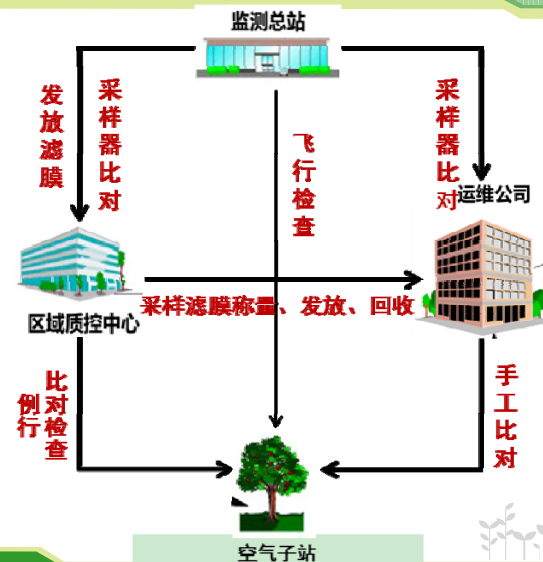 监测总站
发放滤膜
采样器比对
飞行检查
采样器比对
运维公司
采样滤膜称量、发放、回收
区域质控中心
例行
比对检查
手工比对
空气子站